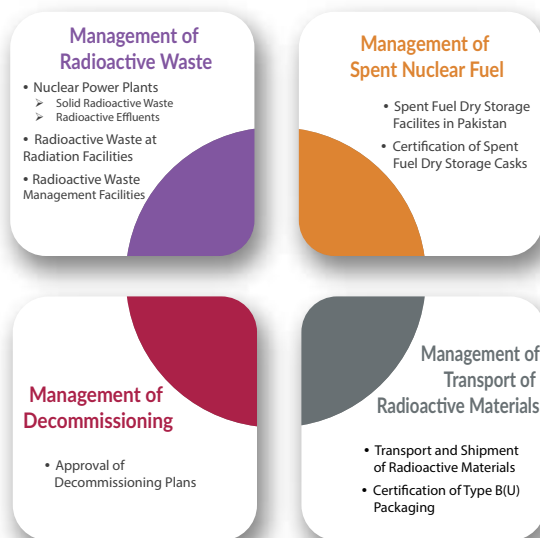 Management of
Radioactive Waste
• Nuclear Power Plants
➢ Solid Radioactive Waste
➢ Radioactive Effluents
• Radioactive Waste at
Radiation Facilities
• Radioactive Waste
Management Facilities
Management of
Spent Nuclear Fuel
• Spent Fuel Dry Storage
Facilites in Pakistan
• Certification of Spent
Fuel Dry Storage Casks
Management of
Decommissioning
• Approval of
Decommissioning Plans
Management of
Transport of
Radioactive Materials
• Transport and Shipment
of Radioactive Materials
• Certification of Type B(U)
Packaging